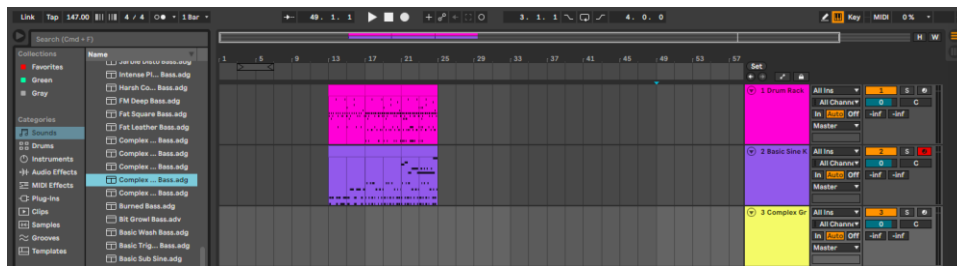 Link Tap 147.00 4 / 4 1 Bar 49. 1. 1 3. 1. 1 4. 0. 0 Key MIDI 0 %
Search (Cmd + F)
H W
Collections
Favorites
Green
Gray
Categories
Sounds
Drums
Instruments
Audio Effects
MIDI Effects
Plug-Ins
Clips
Samples
Grooves
Templates
Name
Intense Pl... Bass.adg
Harsh Co... Bass.adg
FM Deep Bass.adg
Fat Square Bass.adg
Fat Leather Bass.adg
Complex ... Bass.adg
Complex ... Bass.adg
Complex ... Bass.adg
Complex ... Bass.adg
Complex ... Bass.adg
Burned Bass.adg
Bit Growl Bass.adv
Basic Wash Bass.adg
Basic Trig... Bass.adg
Basic Sub Sine.adg
1 5 9 13 17 21 25 29 33 37 41 45 49 53 57
Set
1 Drum Rack All Ins 1 S
All Channe 0 C
In Auto Off -inf -inf
Master
2 Basic Sine K All Ins 2 S
All Channe 0 C
In Auto Off -inf -inf
Master
3 Complex Gr All Ins 3 S
All Channe 0 C
In Auto Off -inf -inf
Master